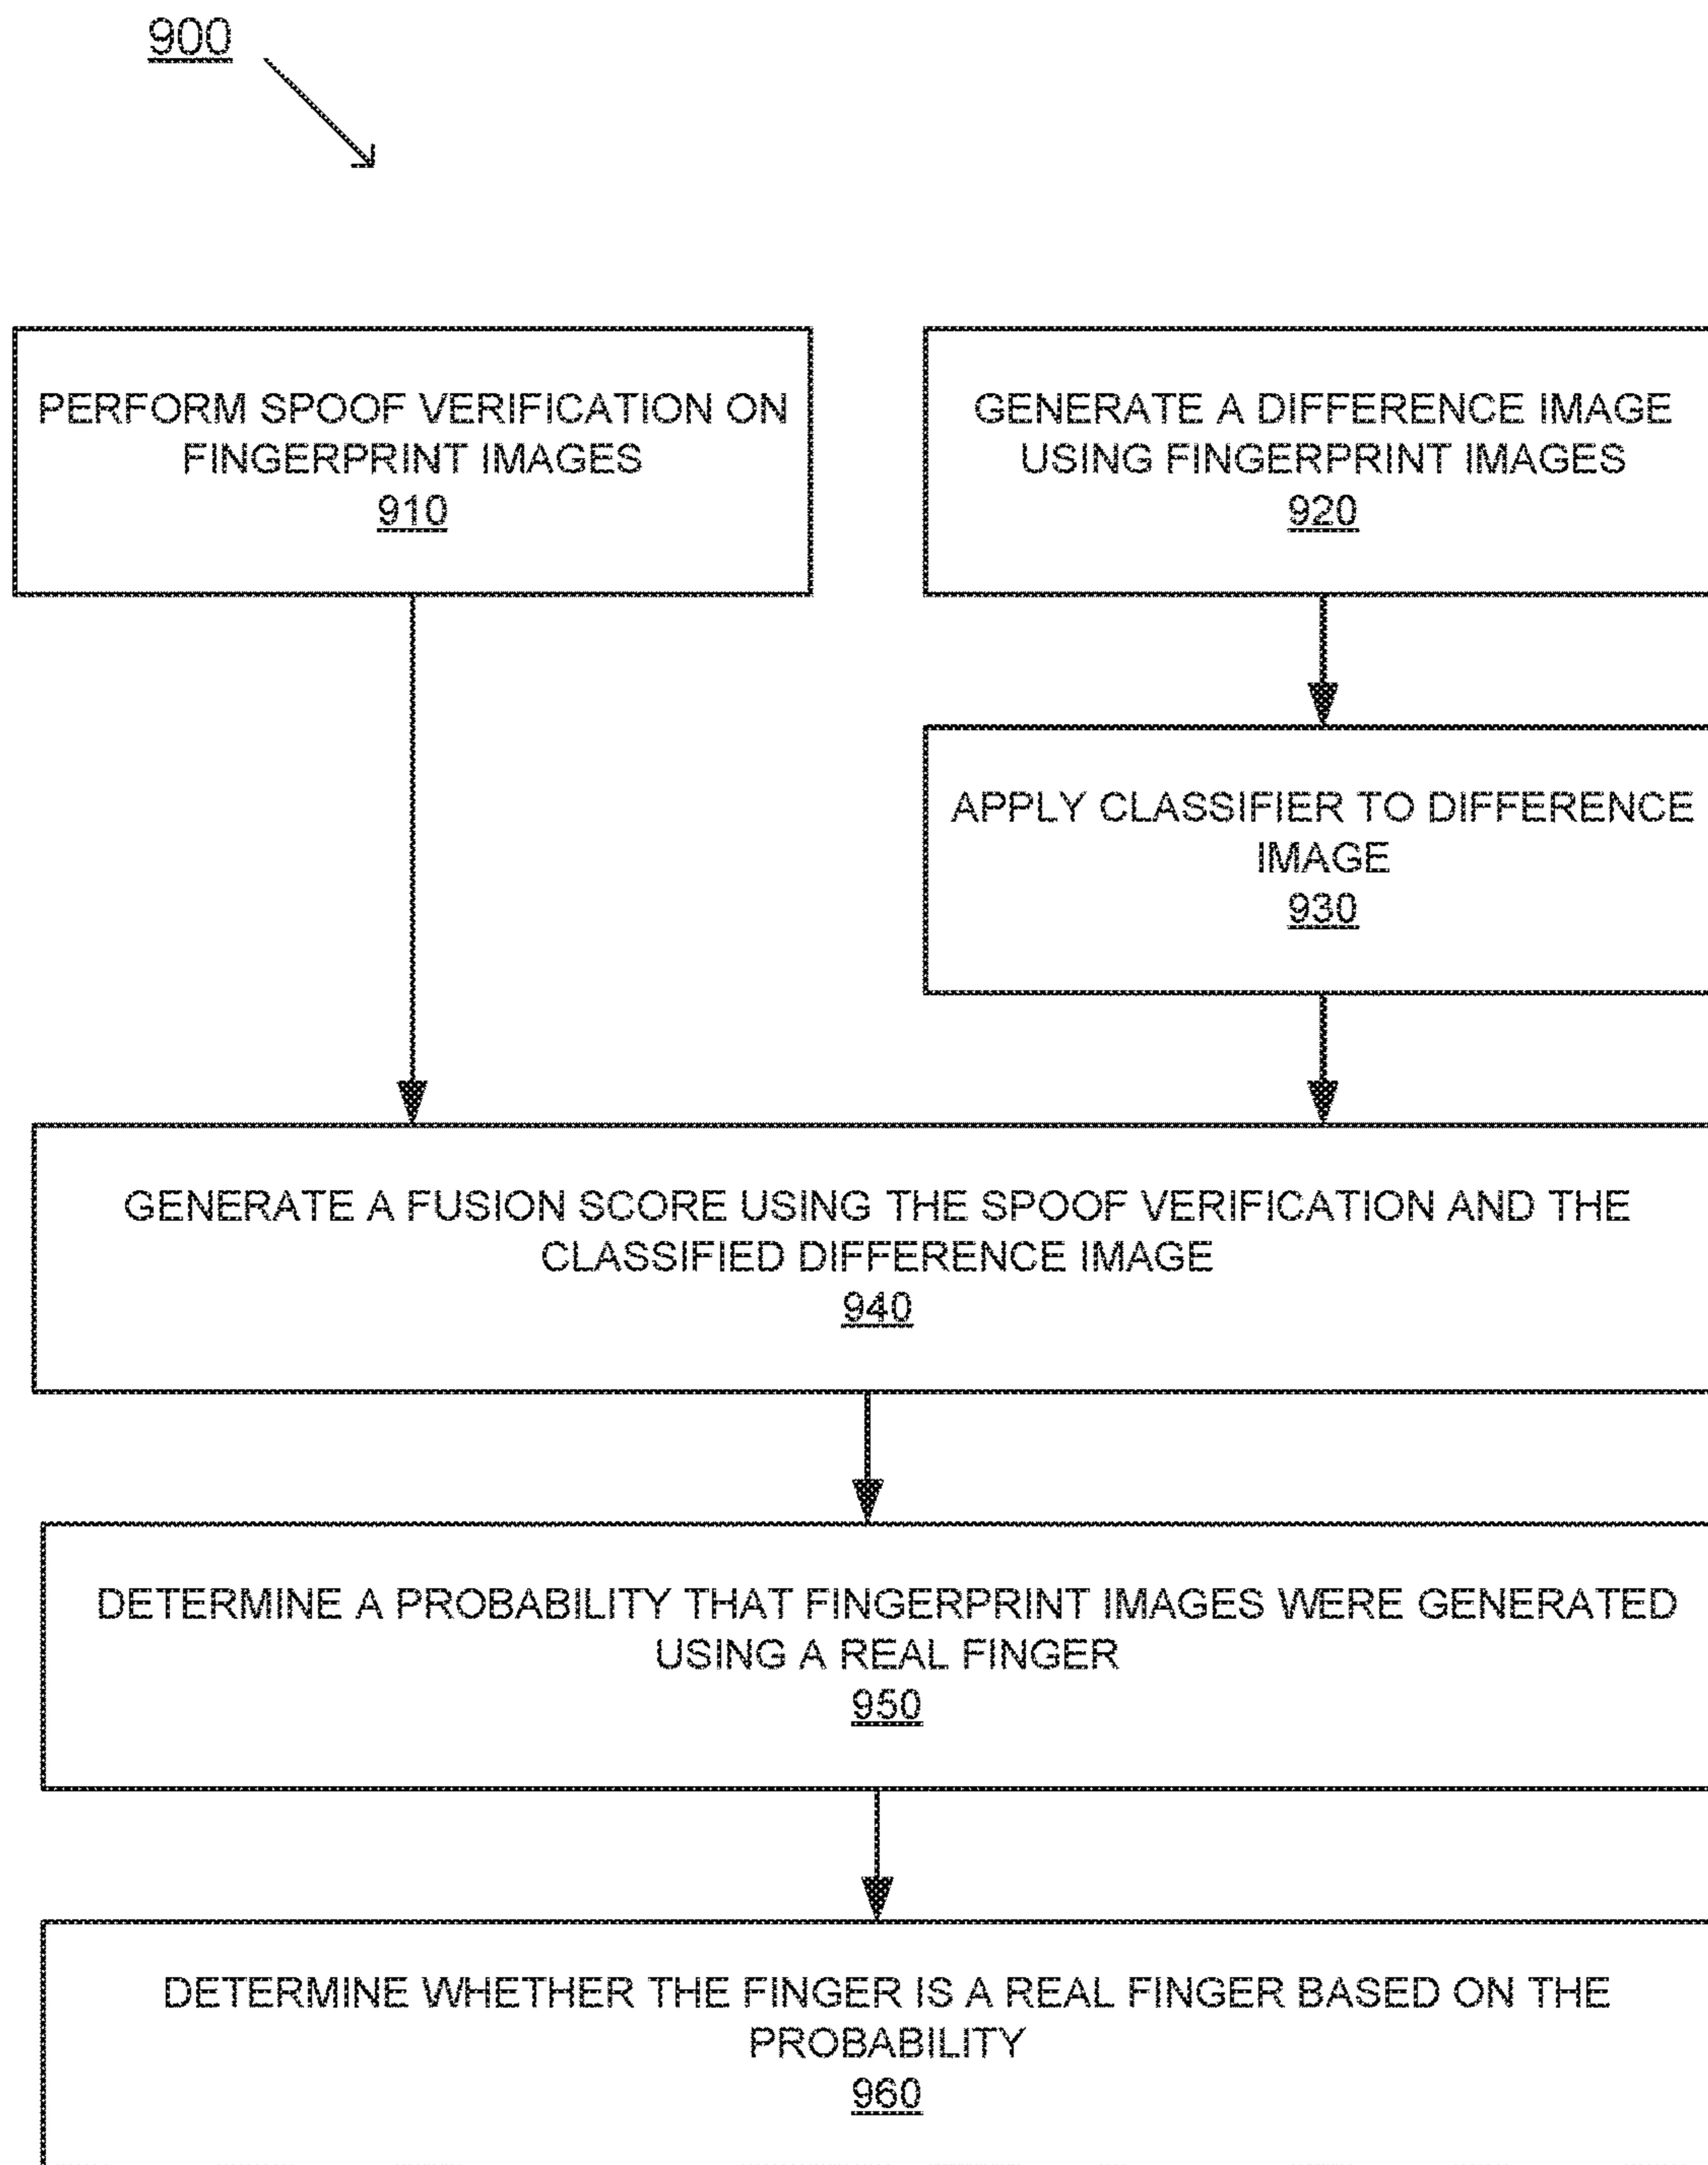 900
PERFORM SPOOF VERIFICATION ON
FINGERPRINT IMAGES
910
GENERATE A DIFFERENCE IMAGE
USING FINGERPRINT IMAGES
920
APPLY CLASSIFIER TO DIFFERENCE
IMAGE
930
GENERATE A FUSION SCORE USING THE SPOOF VERIFICATION AND THE
CLASSIFIED DIFFERENCE IMAGE
940
DETERMINE A PROBABILITY THAT FINGERPRINT IMAGES WERE GENERATED
USING A REAL FINGER
950
DETERMINE WHETHER THE FINGER IS A REAL FINGER BASED ON THE
PROBABILITY
960